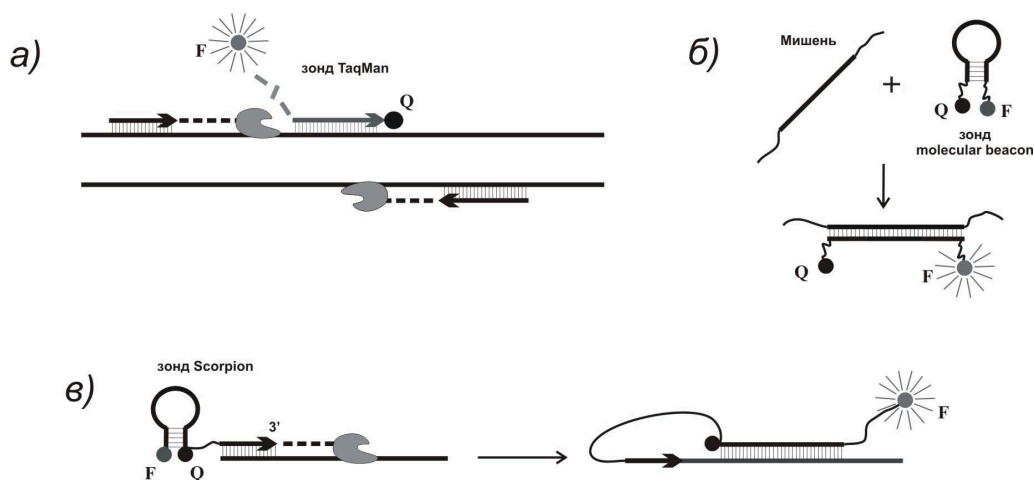 а)
F
зонд TaqMan
Q
б)
Мишень
+
Q
F
зонд
molecular beacon
Q
F
в)
зонд Scorpion
3'
F
Q
F